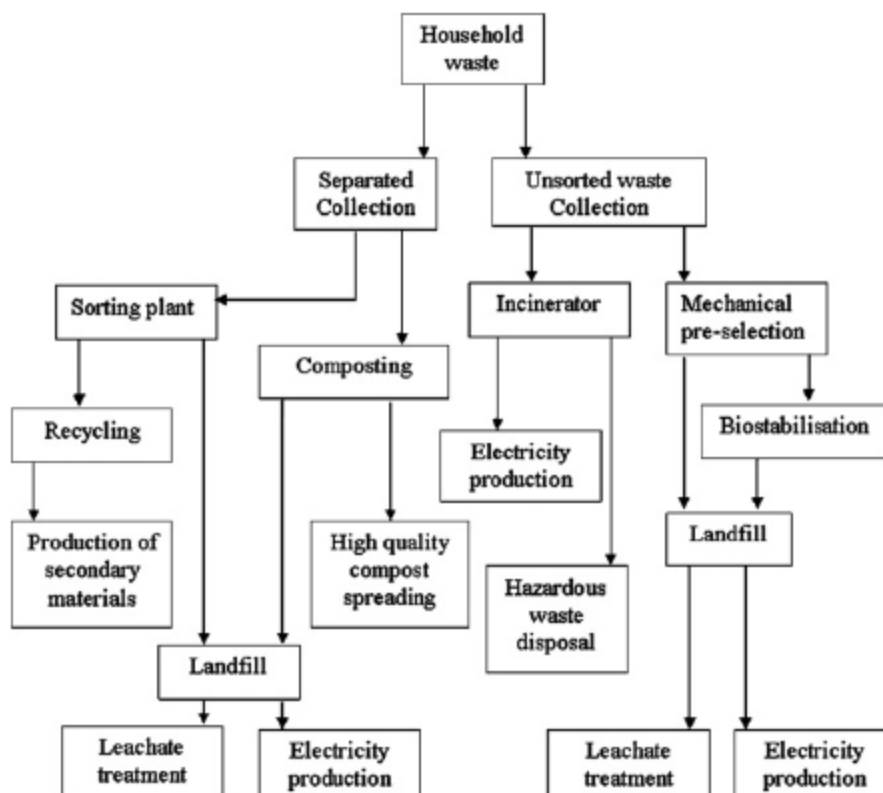 Household
waste
Separated
Collection
Unsorted waste
Collection
Sorting plant
Incinerator
Mechanical
pre-selection
Composting
Recycling
Biostabilisation
Electricity
production
Production of
secondary
materials
High quality
compost
spreading
Landfill
Hazardous
waste
disposal
Landfill
Leachate
treatment
Electricity
production
Leachate
treatment
Electricity
production